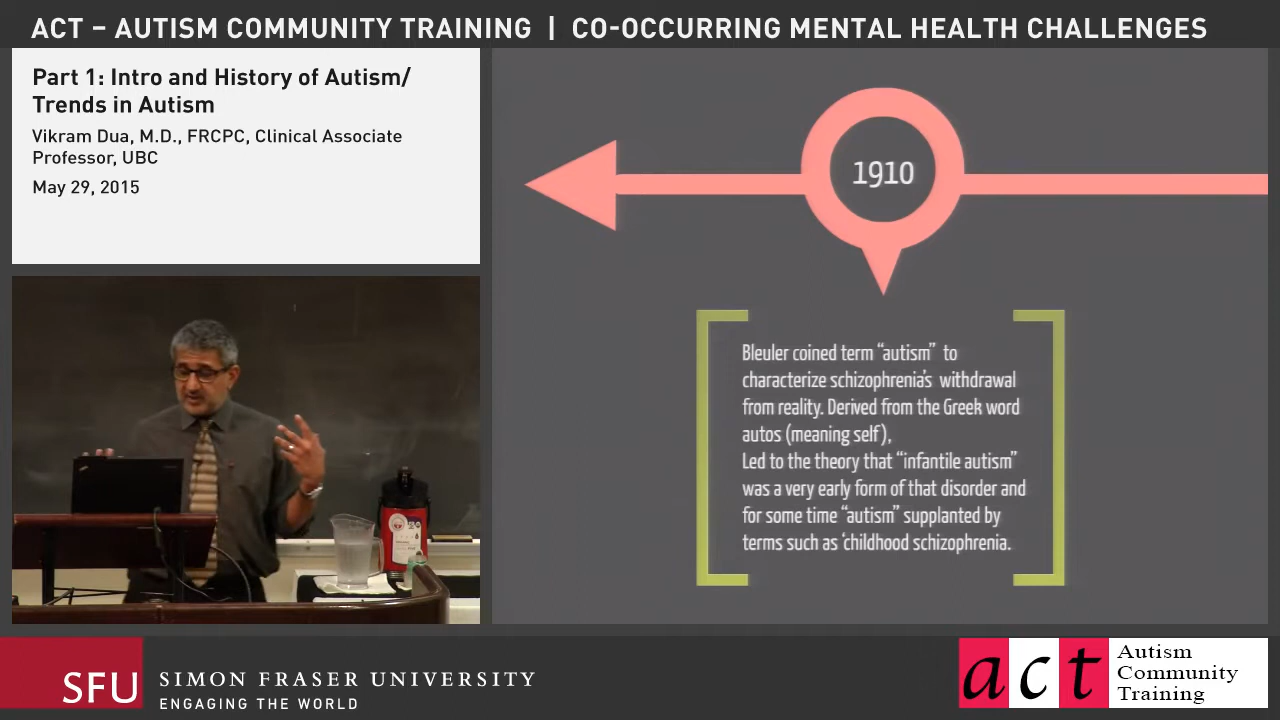 ACT – AUTISM COMMUNITY TRAINING | CO-OCCURRING MENTAL HEALTH CHALLENGES
Part 1: Intro and History of Autism/
Trends in Autism
Vikram Dua, M.D., FRCPC, Clinical Associate
Professor, UBC
May 29, 2015
1910
Bleuler coined term “autism” to
characterize schizophrenia's withdrawal
from reality. Derived from the Greek word
autos (meaning self),
Led to the theory that “infantile autism”
was a very early form of that disorder and
for some time “autism” supplanted by
terms such as ‘childhood schizophrenia.
SFU
SIMON FRASER UNIVERSITY
ENGAGING THE WORLD
act
Autism
Community
Training